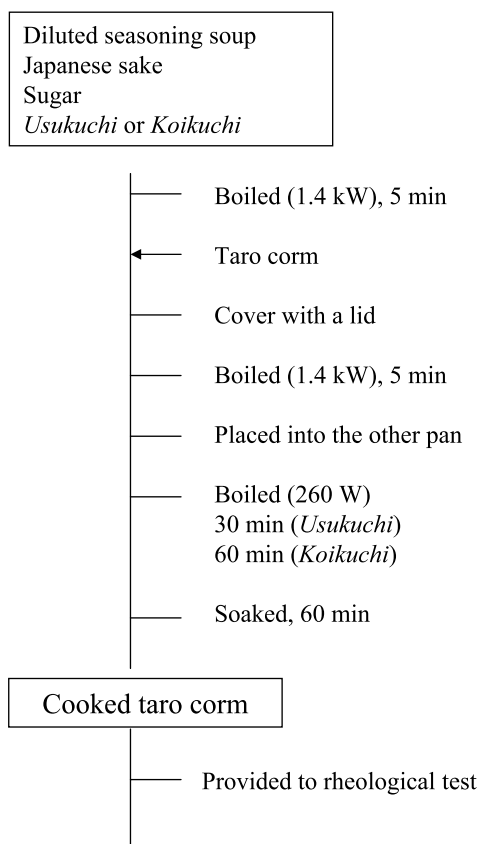 Diluted seasoning soup
Japanese sake
Sugar
Usukuchi or Koikuchi
Boiled (1.4 kW), 5 min
Taro corm
Cover with a lid
Boiled (1.4 kW), 5 min
Placed into the other pan
Boiled (260 W)
30 min (Usukuchi)
60 min (Koikuchi)
Soaked, 60 min
Cooked taro corm
Provided to rheological test